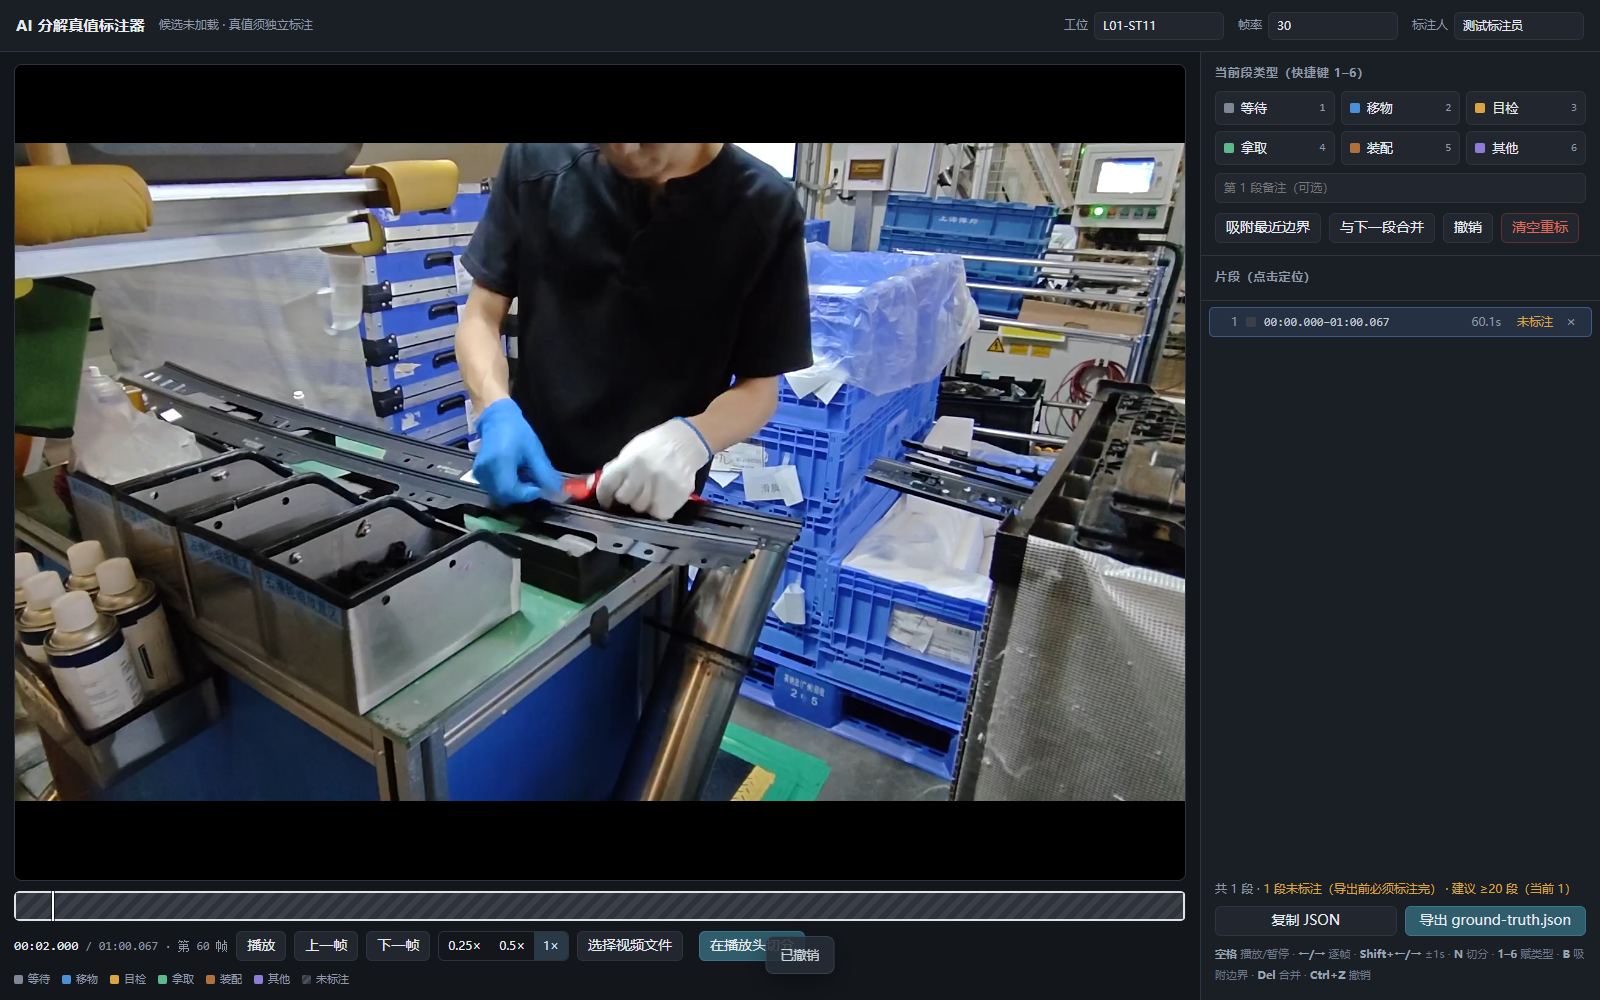 AI 分解真值标注器 候选未加载 · 真值须独立标注 工位 L01-ST11 帧率 30 标注人 测试标注员
当前段类型（快捷键 1–6）
等待 1 移物 2 目检 3
拿取 4 装配 5 其他 6
第 1 段备注（可选）
吸附最近边界 与下一段合并 撤销 清空重标
片段（点击定位）
1 00:00.000–01:00.067 60.1s 未标注 ×
滑轨
2 - 5
共 1 段 · 1 段未标注（导出前必须标注完） · 建议 ≥20 段（当前 1）
复制 JSON 导出 ground-truth.json
00:02.000 / 01:00.067 · 第 60 帧 播放 上一帧 下一帧 0.25× 0.5× 1× 选择视频文件 在播放头切分
已撤销
等待 移物 目检 拿取 装配 其他 未标注
空格 播放/暂停 · ←/→ 逐帧 · Shift+←/→ ±1s · N 切分 · 1–6 赋类型 · B 吸
附边界 · Del 合并 · Ctrl+Z 撤销